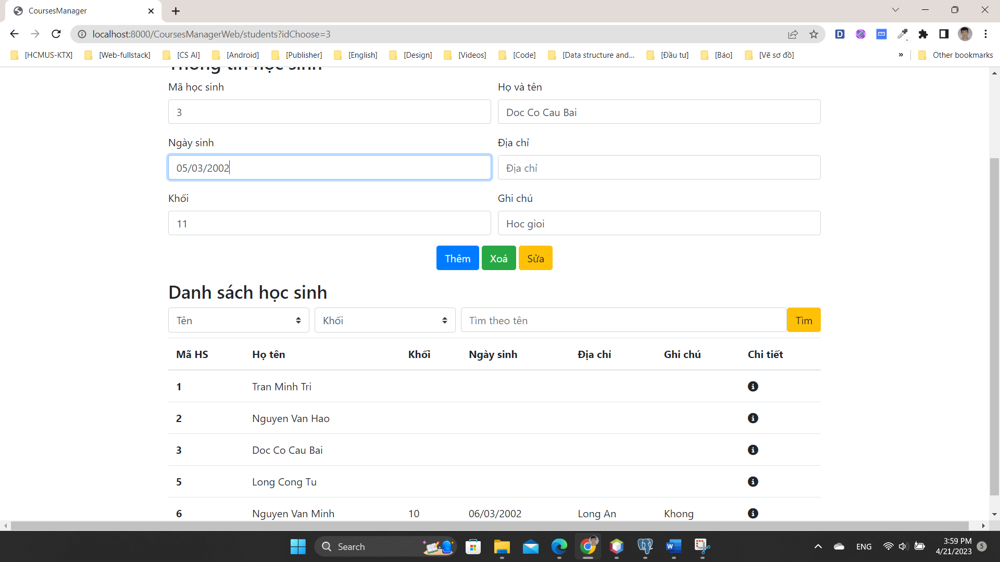 CoursesManager
localhost:8000/CoursesManagerWeb/students?idChoose=3
[HCMUS-KTX] [Web-fullstack] [CS AI] [Android] [Publisher] [English] [Design] [Videos] [Code] [Data structure and... [Đầu tư] [Báo] [Vẽ sơ đồ] » Other bookmarks
Thông tin học sinh
Mã học sinh Họ và tên
3 Doc Co Cau Bai
Ngày sinh Địa chỉ
05/03/2002 Địa chỉ
Khối Ghi chú
11 Hoc gioi
Thêm Xoá Sửa
Danh sách học sinh
Tên Khối Tìm theo tên Tìm
Mã HS Họ tên Khối Ngày sinh Địa chỉ Ghi chú Chi tiết
1 Tran Minh Tri
2 Nguyen Van Hao
3 Doc Co Cau Bai
5 Long Cong Tu
6 Nguyen Van Minh 10 06/03/2002 Long An Khong
Search ENG 3:59 PM
4/21/2023 5